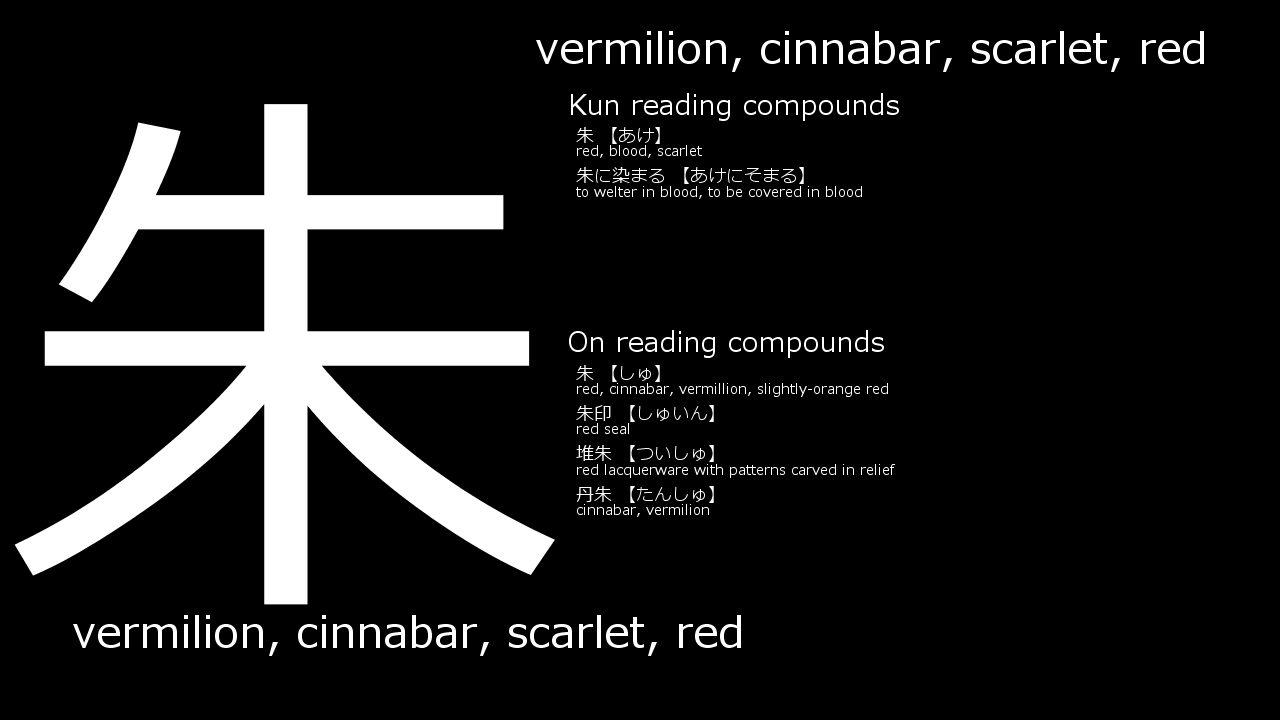 vermilion, cinnabar, scarlet, red
朱
Kun reading compounds
朱 【あけ】
red, blood, scarlet
朱に染まる 【あけにそまる】
to welter in blood, to be covered in blood
On reading compounds
朱 【しゅ】
red, cinnabar, vermillion, slightly-orange red
朱印 【しゅいん】
red seal
堆朱 【ついしゅ】
red lacquerware with patterns carved in relief
丹朱 【たんしゅ】
cinnabar, vermilion
vermilion, cinnabar, scarlet, red